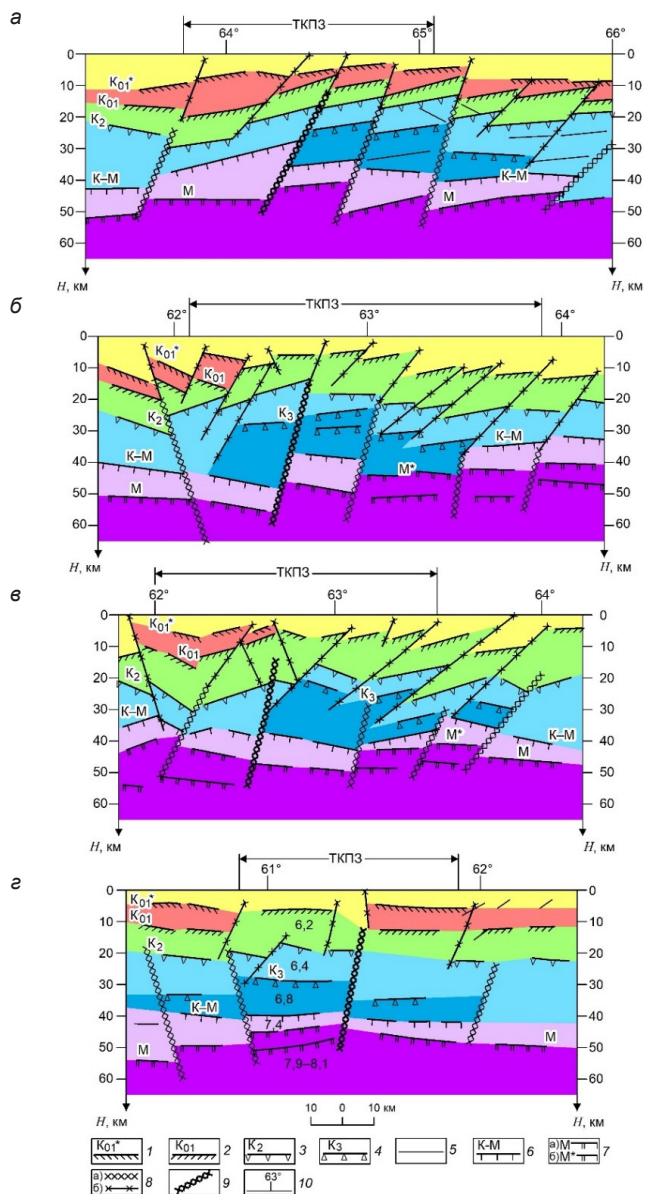 а
ТКПЗ
64° 65° 66°
0 0
10 10
20 20
30 30
40 40
50 50
60 60
K01*
K01
K2
К–М
М
К–М
М
H, км H, км
б
ТКПЗ
62° 63° 64°
0 0
10 10
20 20
30 30
40 40
50 50
60 60
K01*
K01
K2
K3
К–М
К–М
М
М*
H, км H, км
в
ТКПЗ
62° 63° 64°
0 0
10 10
20 20
30 30
40 40
50 50
60 60
K01*
K01
K2
K3
К–М
М*
М
К–М
H, км H, км
г
ТКПЗ
61° 62°
0 0
10 10
20 20
30 30
40 40
50 50
60 60
K01*
K01
6,2
K2
K3
6,4
6,8
К–М
7,4
М
М
7,9–8,1
H, км H, км
10 0 10 км
K01* 1 K01 2 K2 3 K3 4 5 К-М 6 а) М б) М* 7
а) б) 8 9 63° 10